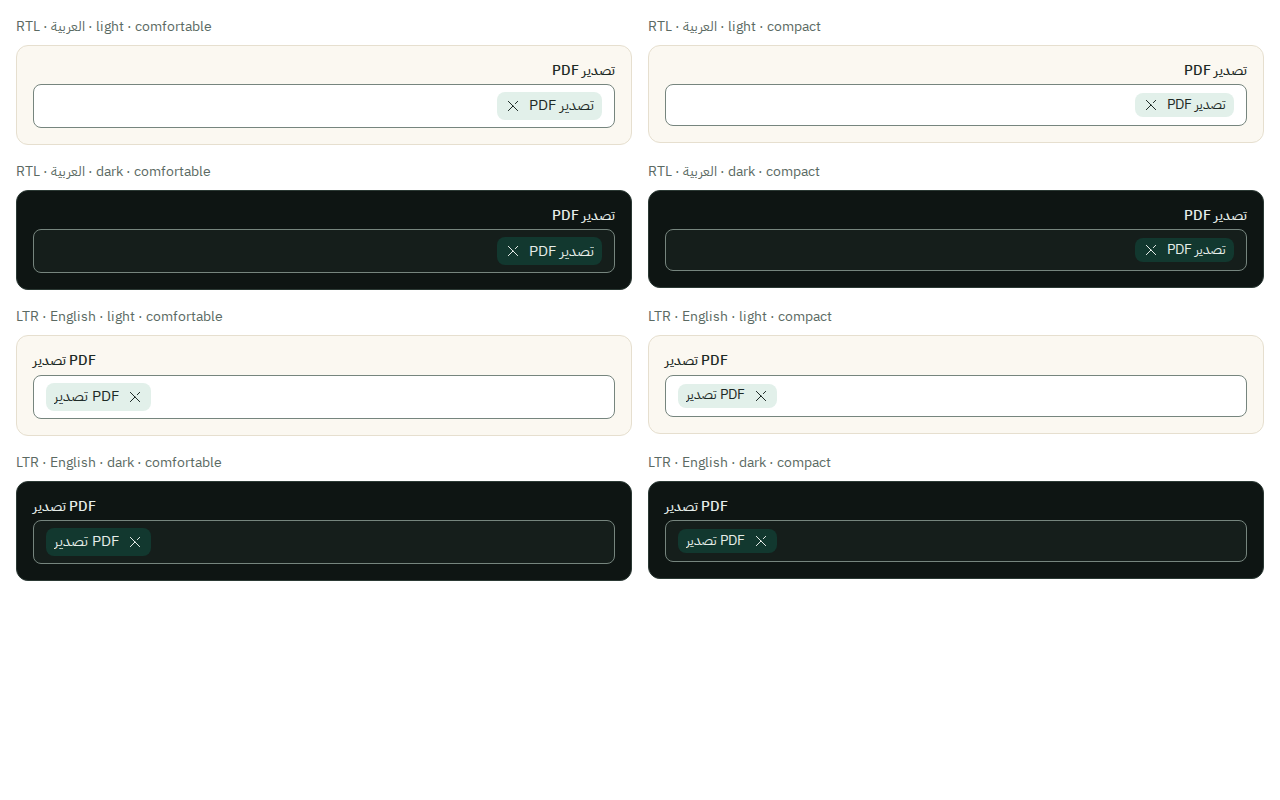 RTL · العربية · light · comfortable
تصدير PDF
تصدير PDF
RTL · العربية · light · compact
تصدير PDF
تصدير PDF
RTL · العربية · dark · comfortable
تصدير PDF
تصدير PDF
RTL · العربية · dark · compact
تصدير PDF
تصدير PDF
LTR · English · light · comfortable
تصدير PDF
تصدير PDF
LTR · English · light · compact
تصدير PDF
تصدير PDF
LTR · English · dark · comfortable
تصدير PDF
تصدير PDF
LTR · English · dark · compact
تصدير PDF
تصدير PDF